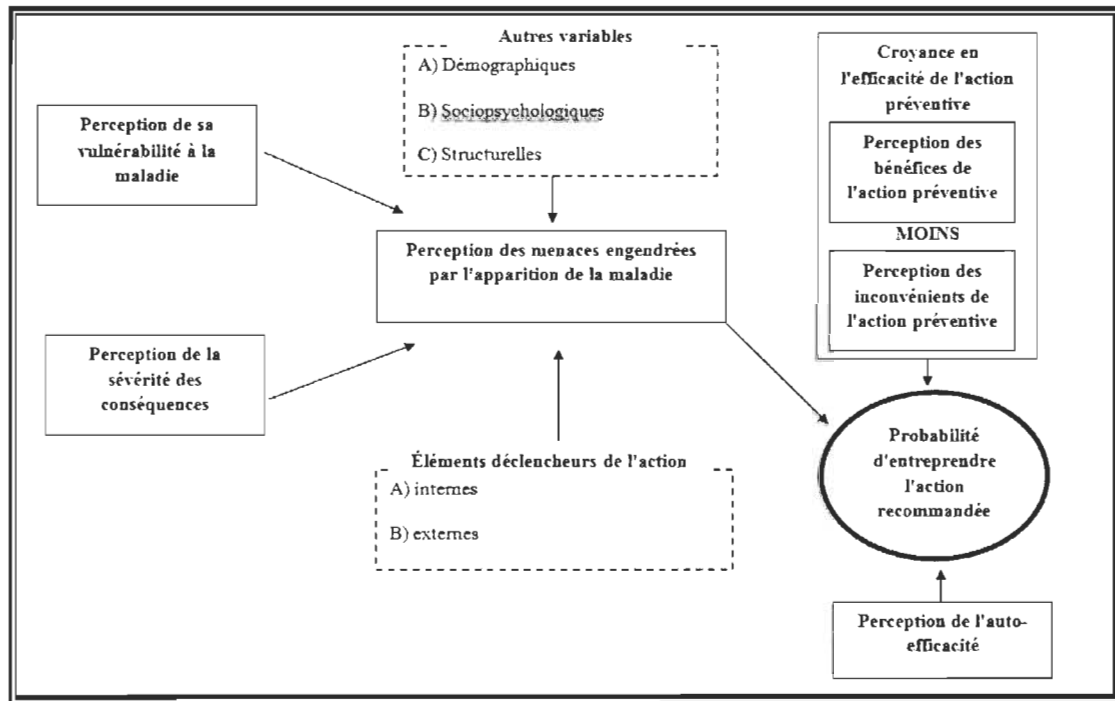 Autres variables
A) Démographiques
B) Sociopsychologiques
C) Structurelles
Croyance en
l'efficacité de l'action
préventive
Perception des
bénéfices de
l'action préventive
MOINS
Perception des
inconvénients de
l'action préventive
Perception de sa
vulnérabilité à la
maladie
Perception des menaces engendrées
par l'apparition de la maladie
Perception de la
sévérité des
conséquences
Éléments déclencheurs de l'action
A) internes
B) externes
Probabilité
d'entreprendre
l'action
recommandée
Perception de l'auto-
efficacité